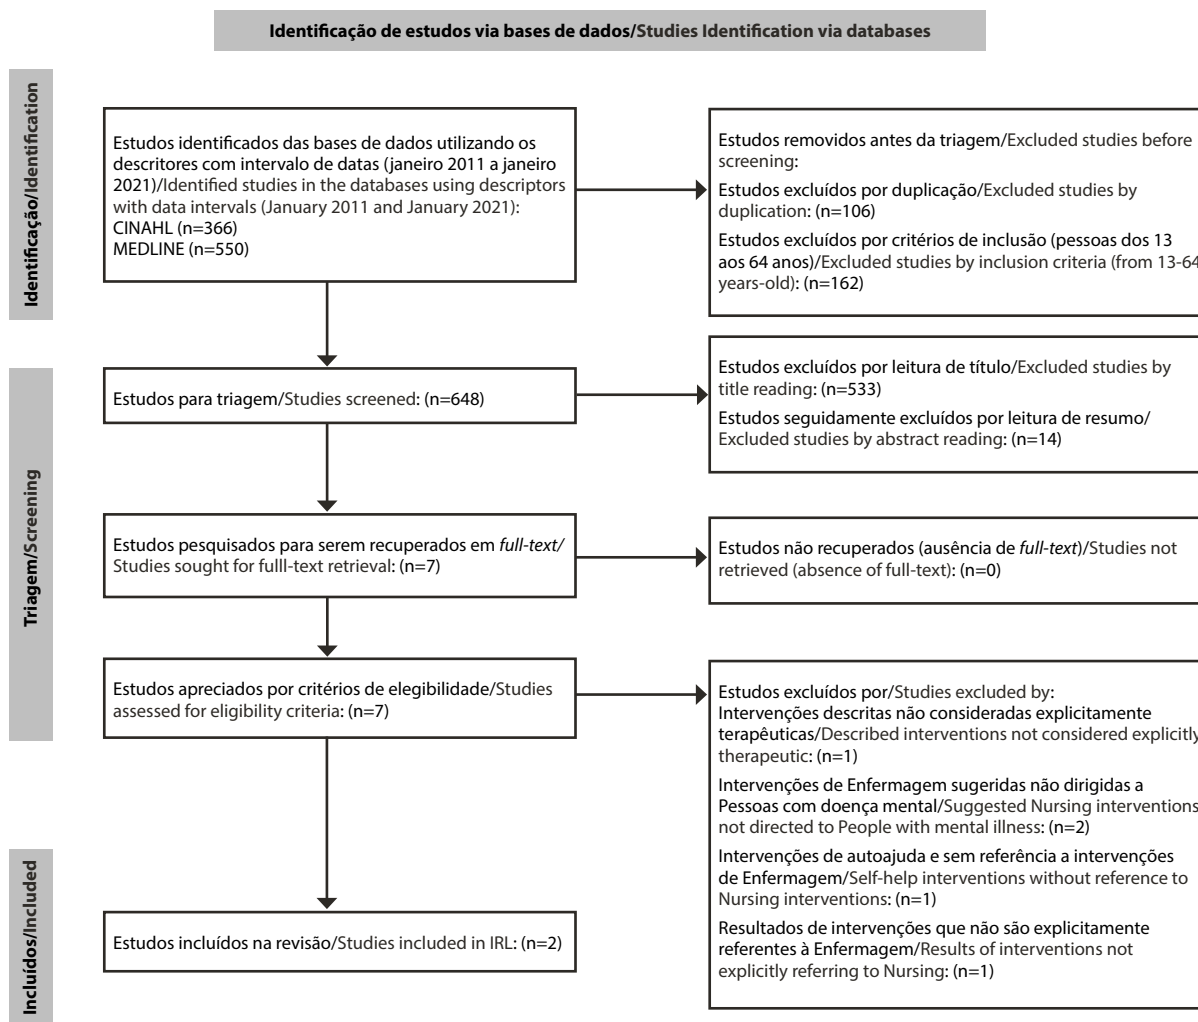 Identificação de estudos via bases de dados/Studies Identification via databases
Identificação/Identification
Estudos identificados das bases de dados utilizando os
descritores com intervalo de datas (janeiro 2011 a janeiro
2021)/Identified studies in the databases using descriptors
with data intervals (January 2011 and January 2021):
CINAHL (n=366)
MEDLINE (n=550)
Estudos removidos antes da triagem/Excluded studies before
screening:
Estudos excluídos por duplicação/Excluded studies by
duplication: (n=106)
Estudos excluídos por critérios de inclusão (pessoas dos 13
aos 64 anos)/Excluded studies by inclusion criteria (from 13-64
years-old): (n=162)
Triagem/Screening
Estudos para triagem/Studies screened: (n=648)
Estudos excluídos por leitura de título/Excluded studies by
title reading: (n=533)
Estudos seguidamente excluídos por leitura de resumo/
Excluded studies by abstract reading: (n=14)
Estudos pesquisados para serem recuperados em full-text/
Studies sought for fulll-text retrieval: (n=7)
Estudos não recuperados (ausência de full-text)/Studies not
retrieved (absence of full-text): (n=0)
Estudos apreciados por critérios de elegibilidade/Studies
assessed for eligibility criteria: (n=7)
Estudos excluídos por/Studies excluded by:
Intervenções descritas não consideradas explicitamente
terapêuticas/Described interventions not considered explicitly
therapeutic: (n=1)
Intervenções de Enfermagem sugeridas não dirigidas a
Pessoas com doença mental/Suggested Nursing interventions
not directed to People with mental illness: (n=2)
Intervenções de autoajuda e sem referência a intervenções
de Enfermagem/Self-help interventions without reference to
Nursing interventions: (n=1)
Resultados de intervenções que não são explicitamente
referentes à Enfermagem/Results of interventions not
explicitly referring to Nursing: (n=1)
Incluídos/Included
Estudos incluídos na revisão/Studies included in IRL: (n=2)